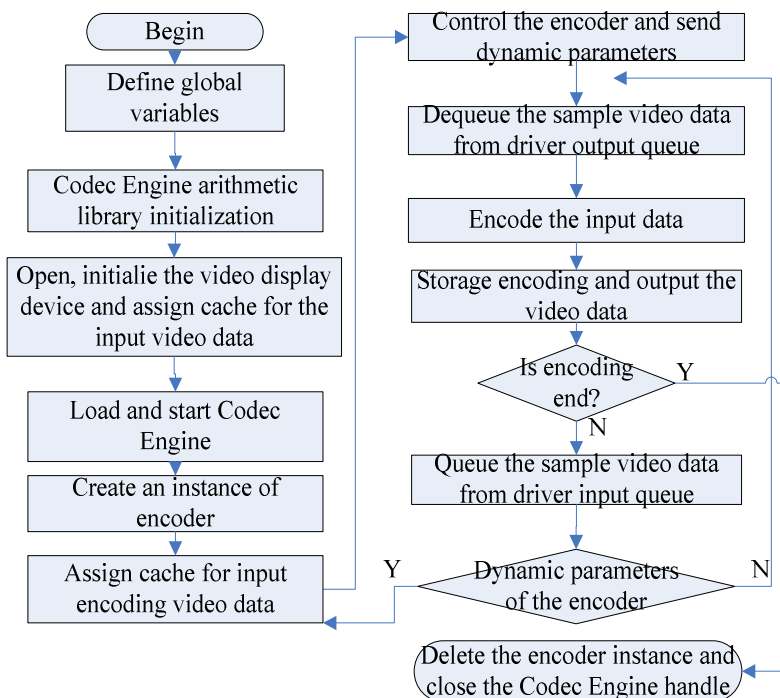 Begin
Define global
variables
Codec Engine arithmetic
library initialization
Open, initialie the video display
device and assign cache for the
input video data
Load and start Codec
Engine
Create an instance of
encoder
Assign cache for input
encoding video data
Control the encoder and send
dynamic parameters
Dequeue the sample video data
from driver output queue
Encode the input data
Storage encoding and output the
video data
Is encoding
end?
Y
N
Queue the sample video data
from driver input queue
Y
Dynamic parameters
of the encoder
N
Delete the encoder instance and
close the Codec Engine handle